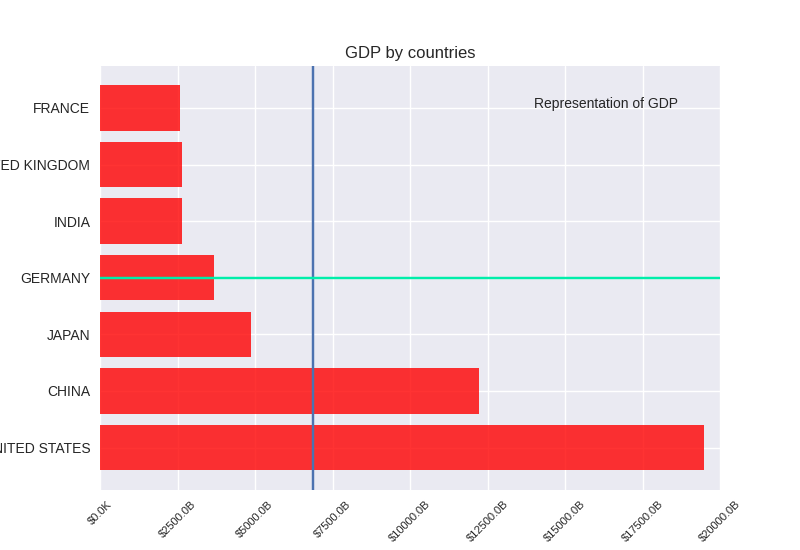 GDP by countries
Representation of GDP
FRANCE
ED KINGDOM
INDIA
GERMANY
JAPAN
CHINA
NITED STATES
$0.0K
$2500.0B
$5000.0B
$7500.0B
$10000.0B
$12500.0B
$15000.0B
$17500.0B
$20000.0B